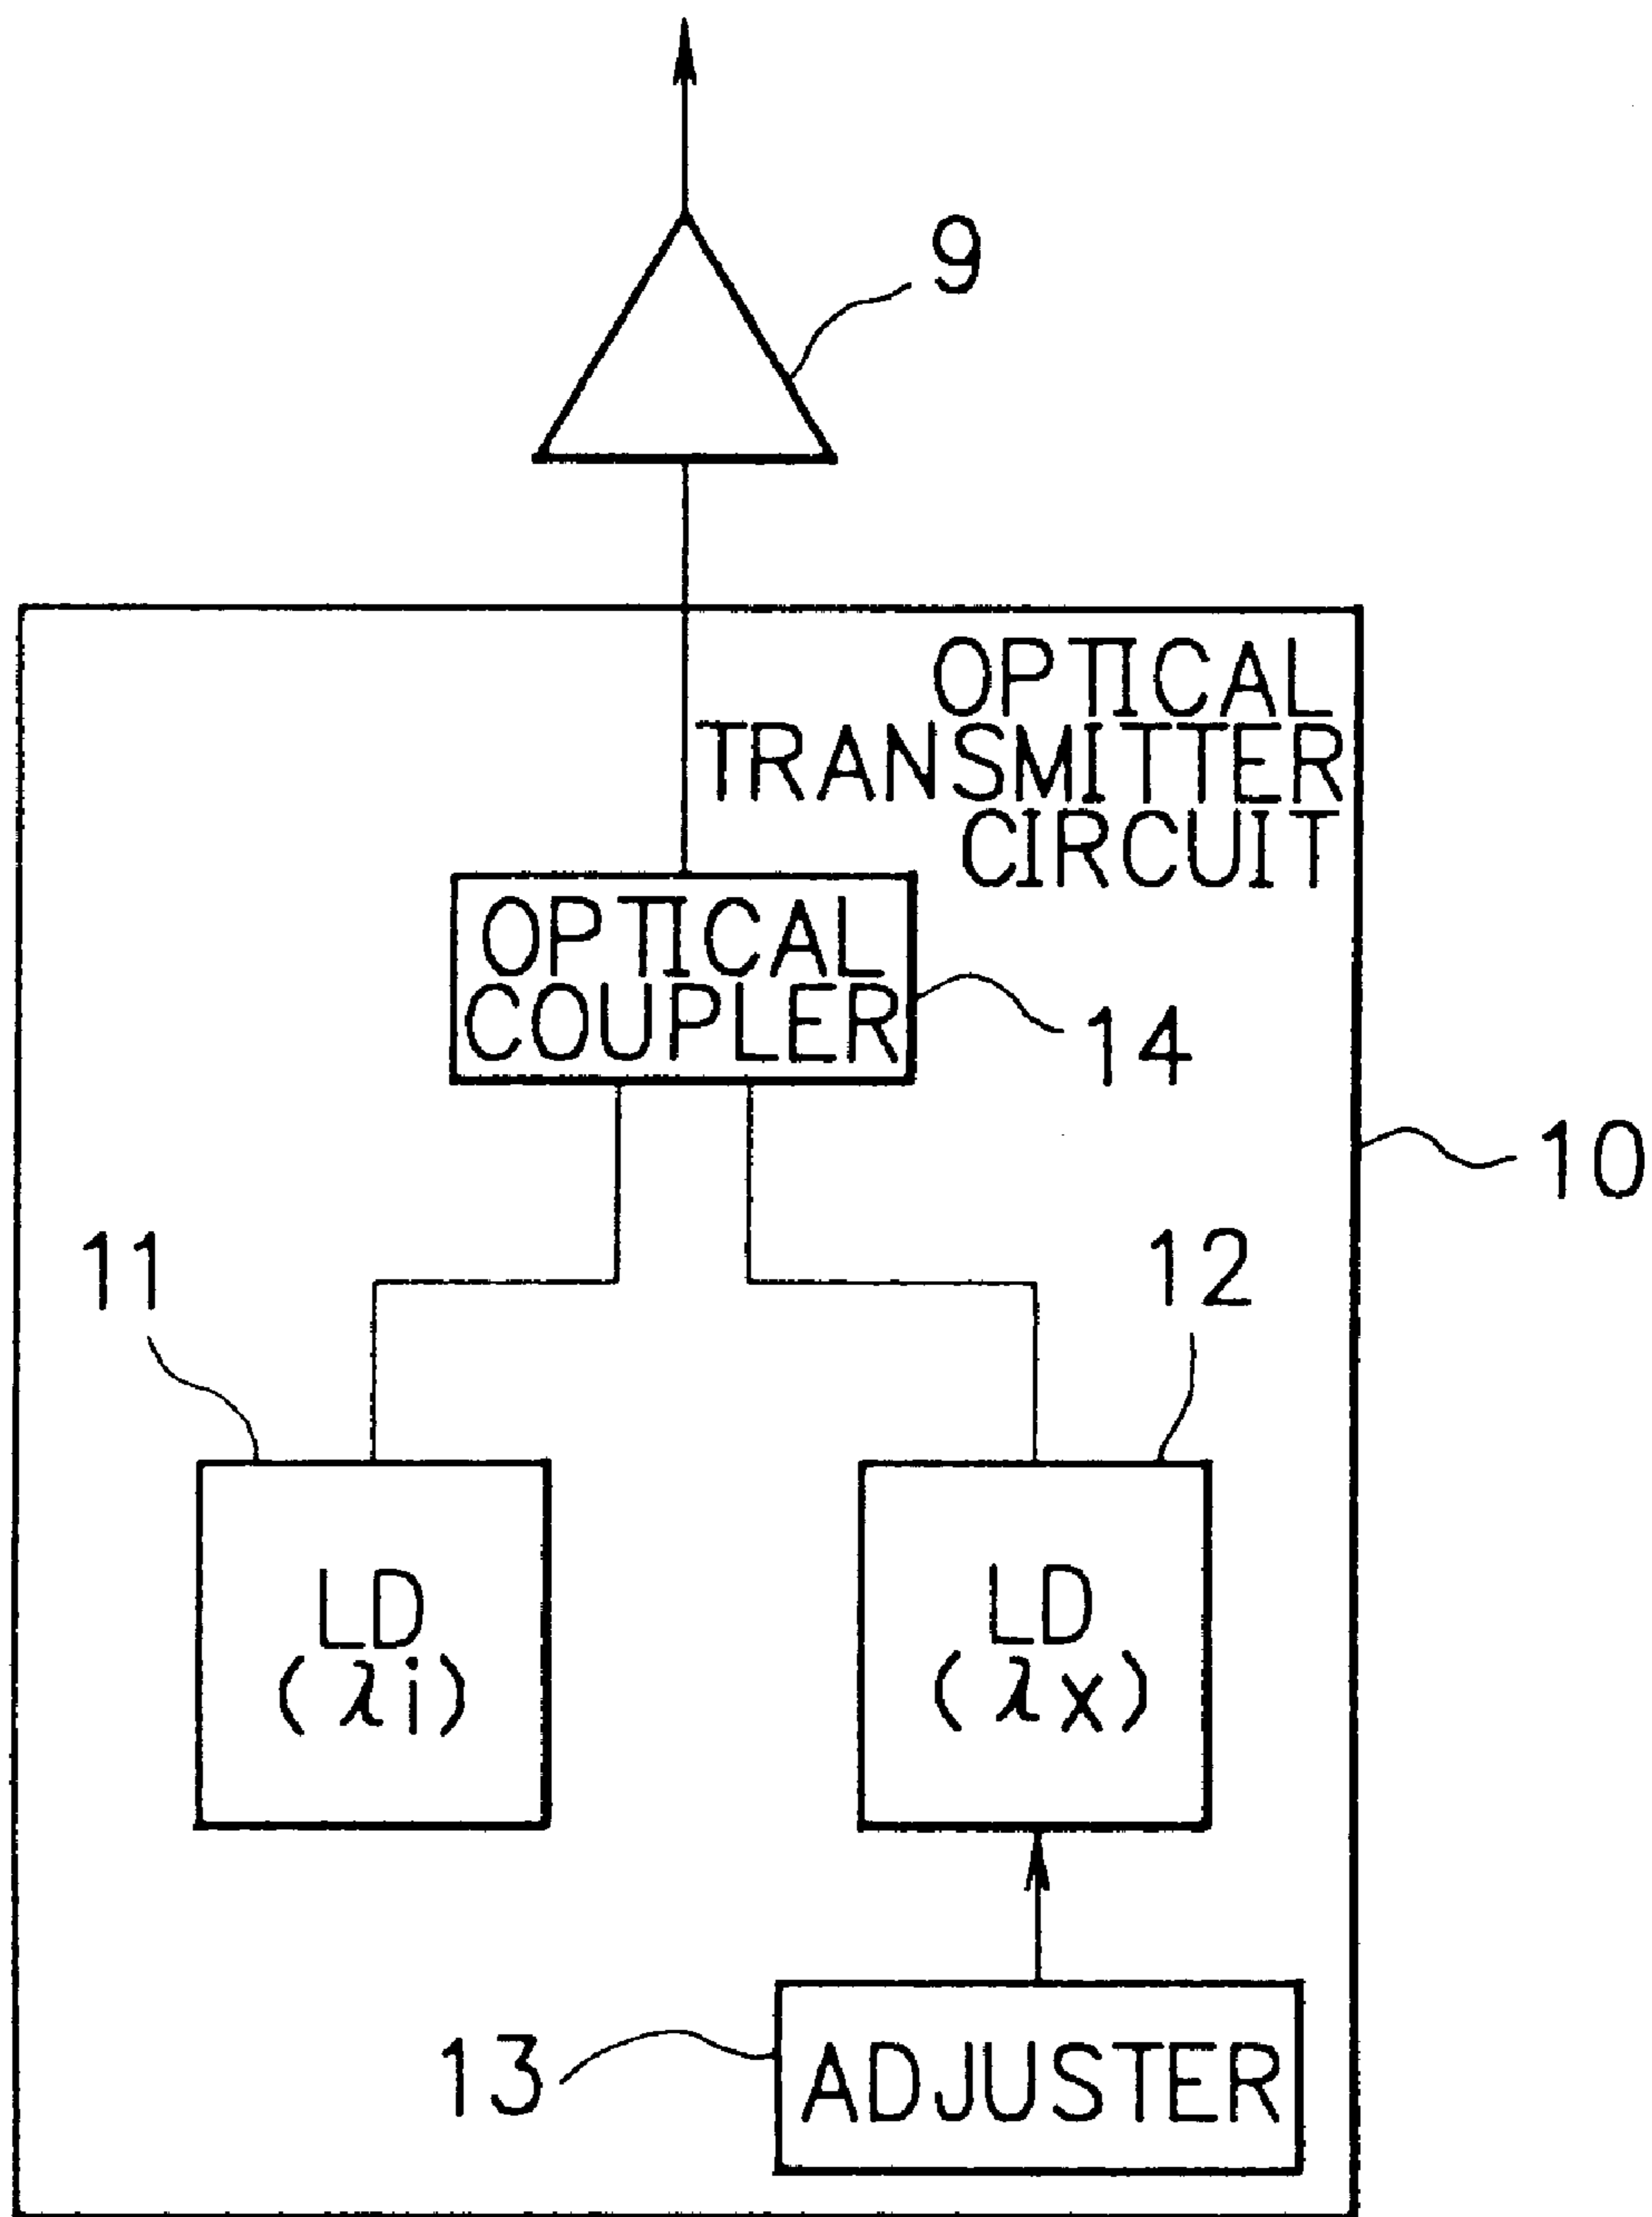 9
OPTICAL
TRANSMITTER
CIRCUIT
OPTICAL
COUPLER
14
10
11
12
LD
(λi)
LD
(λx)
13
ADJUSTER